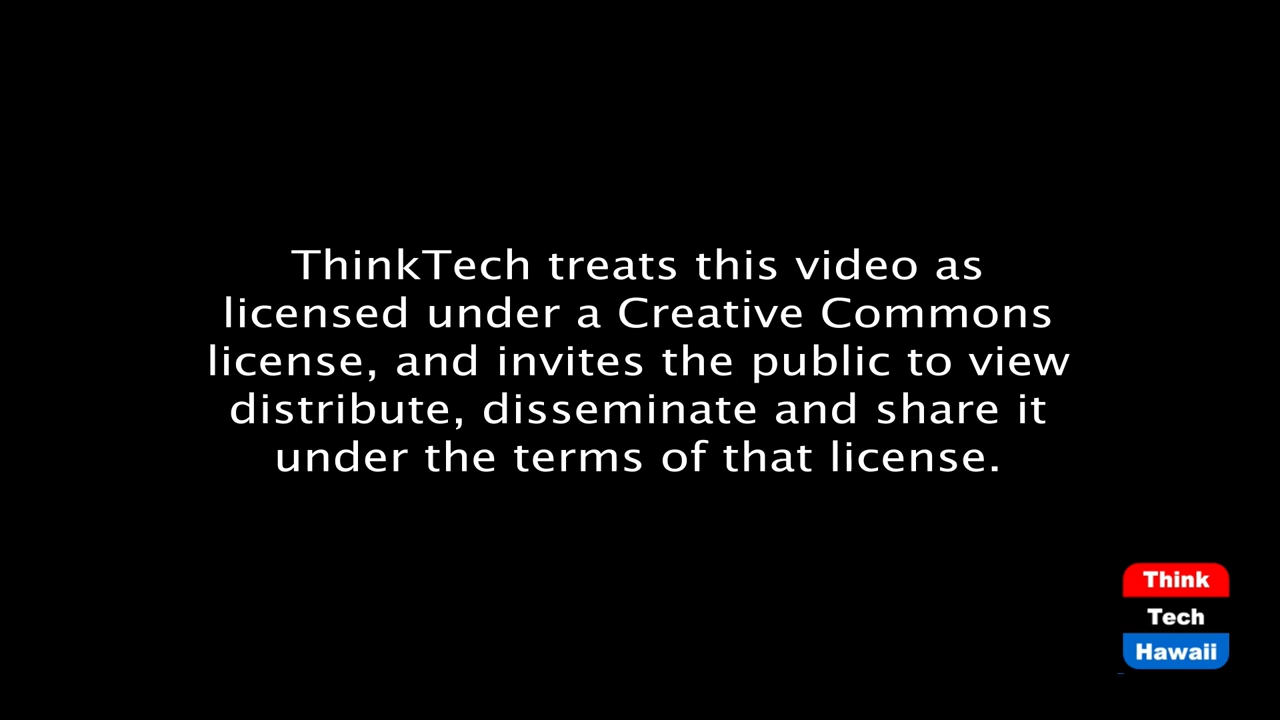 ThinkTech treats this video as
licensed under a Creative Commons
license, and invites the public to view
distribute, disseminate and share it
under the terms of that license.
Think
Tech
Hawaii